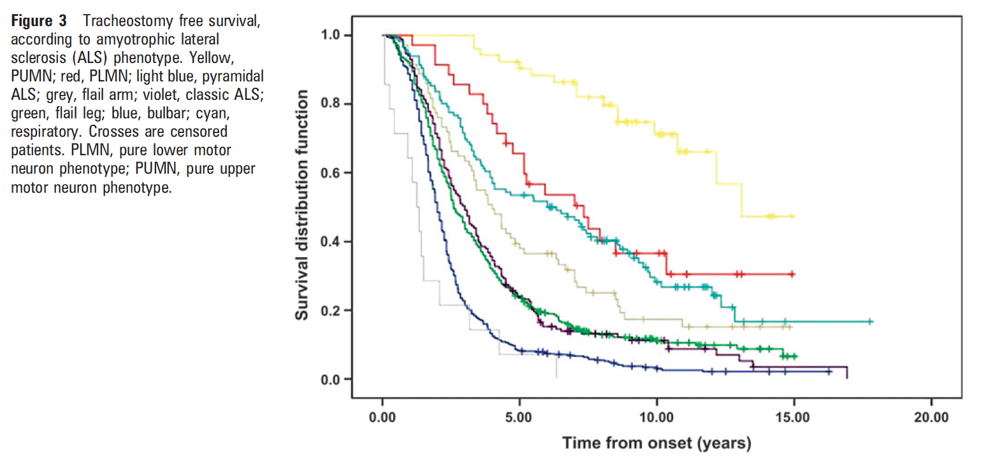 Figure 3 Tracheostomy free survival,
according to amyotrophic lateral
sclerosis (ALS) phenotype. Yellow,
PUMN; red, PLMN; light blue, pyramidal
ALS; grey, flail arm; violet, classic ALS;
green, flail leg; blue, bulbar; cyan,
respiratory. Crosses are censored
patients. PLMN, pure lower motor
neuron phenotype; PUMN, pure upper
motor neuron phenotype.
Survival distribution function
1.0
0.8
0.6
0.4
0.2
0.0
0.00 5.00 10.00 15.00 20.00
Time from onset (years)